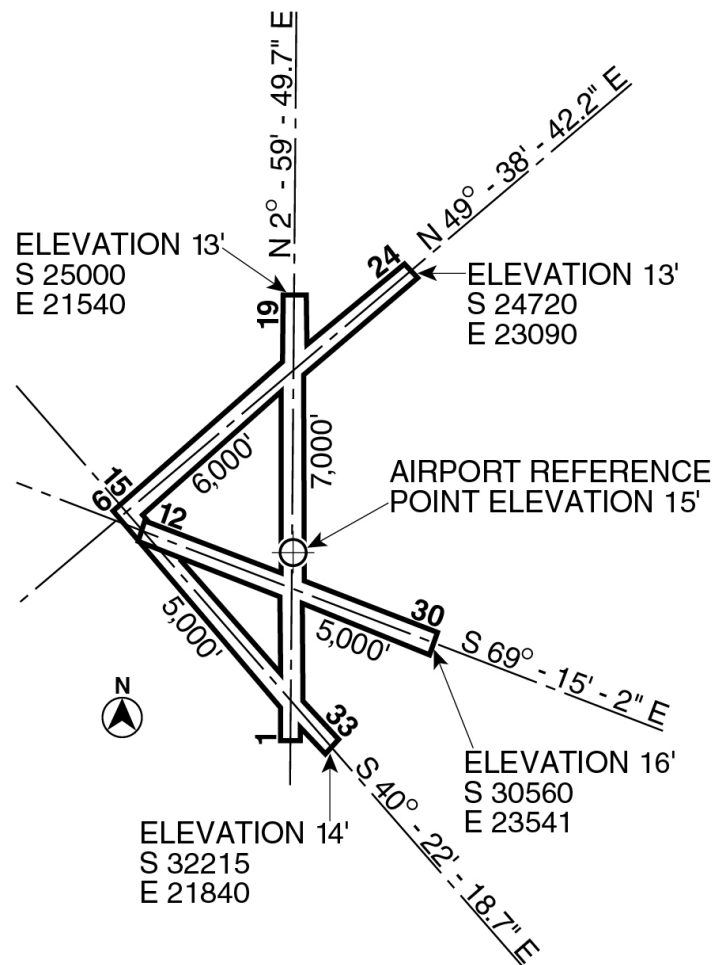 N 2° - 59' - 49.7" E
N 49° - 38' - 42.2" E
ELEVATION 13'
S 25000
E 21540
24
ELEVATION 13'
S 24720
E 23090
19
6,000'
7,000'
AIRPORT REFERENCE
POINT ELEVATION 15'
15
6
12
30
5,000'
5,000'
S 69° - 15' - 2" E
N
33
1
ELEVATION 16'
S 30560
E 23541
S 40° - 22' - 18.7" E
ELEVATION 14'
S 32215
E 21840